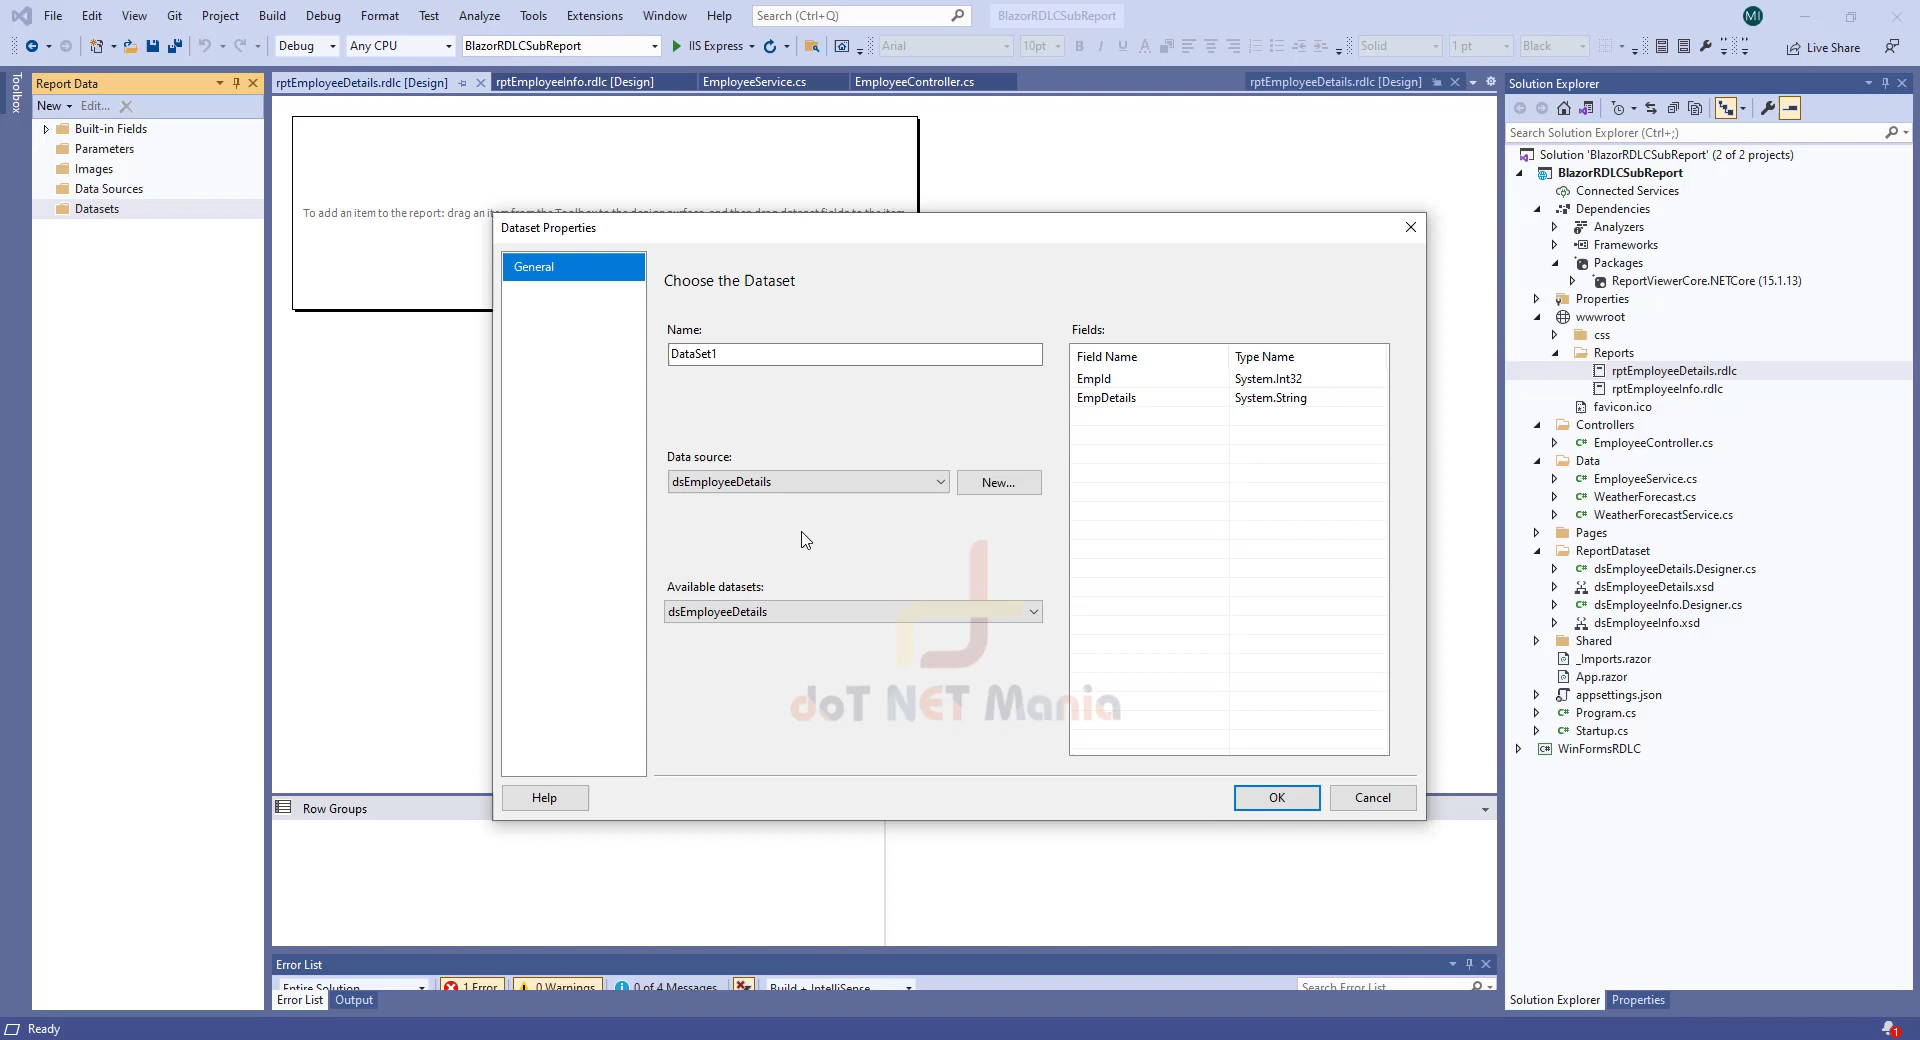 File Edit View Git Project Build Debug Format Test Analyze Tools Extensions Window Help Search (Ctrl+Q) BlazorRDLCSubReport MI
Debug Any CPU BlazorRDLCSubReport IIS Express Arial 10pt B I U A Solid 1 pt Black Live Share
Toolbox
Report Data
New Edit...
Built-in Fields
Parameters
Images
Data Sources
Datasets
rptEmployeeDetails.rdlc [Design] rptEmployeeInfo.rdlc [Design] EmployeeService.cs EmployeeController.cs rptEmployeeDetails.rdlc [Design]
To add an item to the report: drag an item from the Toolbox to the design surface, and then drag dataset fields to the item.
Dataset Properties
General
Choose the Dataset
Name:
DataSet1
Data source:
dsEmployeeDetails New...
Available datasets:
dsEmployeeDetails
Fields:
Field Name Type Name
EmpId System.Int32
EmpDetails System.String
doT NET Mania
Help OK Cancel
Row Groups
Error List
Entire Solution 1 Error 0 Warnings 0 of 4 Messages Build + IntelliSense Search Error List
Error List Output
Solution Explorer
Search Solution Explorer (Ctrl+;)
Solution 'BlazorRDLCSubReport' (2 of 2 projects)
BlazorRDLCSubReport
Connected Services
Dependencies
Analyzers
Frameworks
Packages
ReportViewerCore.NETCore (15.1.13)
Properties
wwwroot
css
Reports
rptEmployeeDetails.rdlc
rptEmployeeInfo.rdlc
favicon.ico
Controllers
C# EmployeeController.cs
Data
C# EmployeeService.cs
C# WeatherForecast.cs
C# WeatherForecastService.cs
Pages
ReportDataset
C# dsEmployeeDetails.Designer.cs
dsEmployeeDetails.xsd
C# dsEmployeeInfo.Designer.cs
dsEmployeeInfo.xsd
Shared
_Imports.razor
App.razor
appsettings.json
C# Program.cs
C# Startup.cs
C# WinFormsRDLC
Solution Explorer Properties
Ready 1